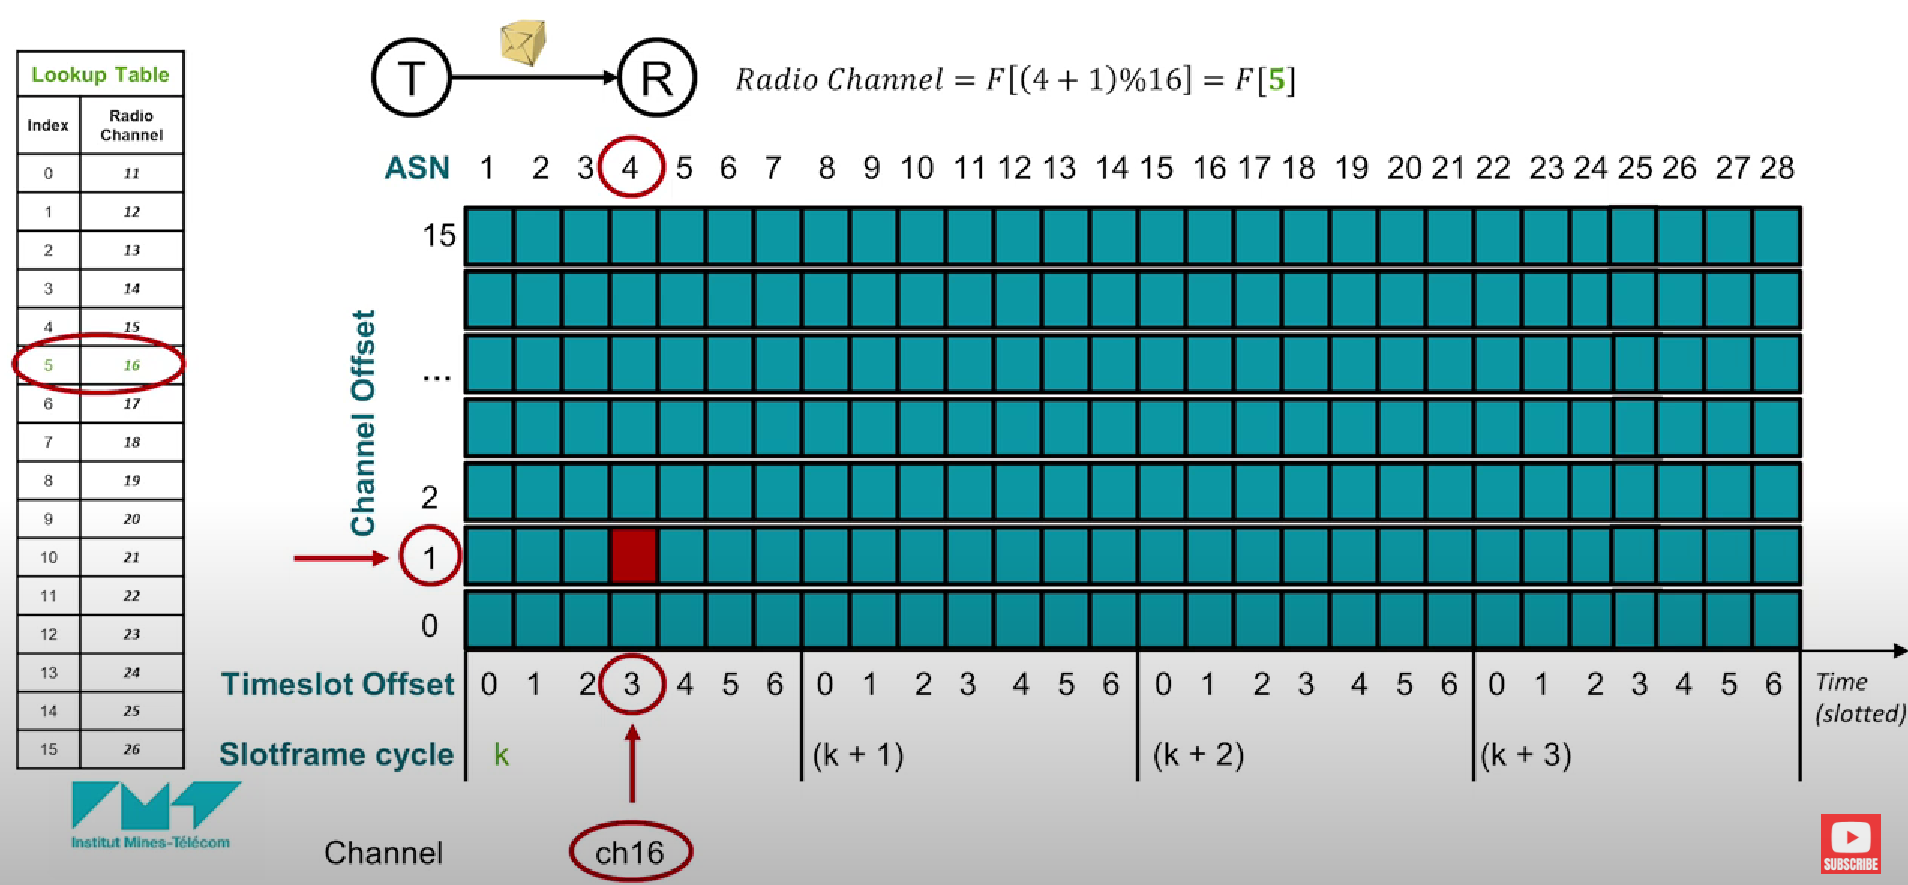 Lookup Table
Index Radio Channel
0 11
1 12
2 13
3 14
4 15
5 16
6 17
7 18
8 19
9 20
10 21
11 22
12 23
13 24
14 25
15 26
T R
Radio Channel = F[(4 + 1)%16] = F[5]
ASN 1 2 3 4 5 6 7 8 9 10 11 12 13 14 15 16 17 18 19 20 21 22 23 24 25 26 27 28
Channel Offset
15
...
2
1
0
Timeslot Offset 0 1 2 3 4 5 6 0 1 2 3 4 5 6 0 1 2 3 4 5 6 0 1 2 3 4 5 6
Time
(slotted)
Slotframe cycle k (k + 1) (k + 2) (k + 3)
Channel ch16
Institut Mines-Télécom
SUBSCRIBE